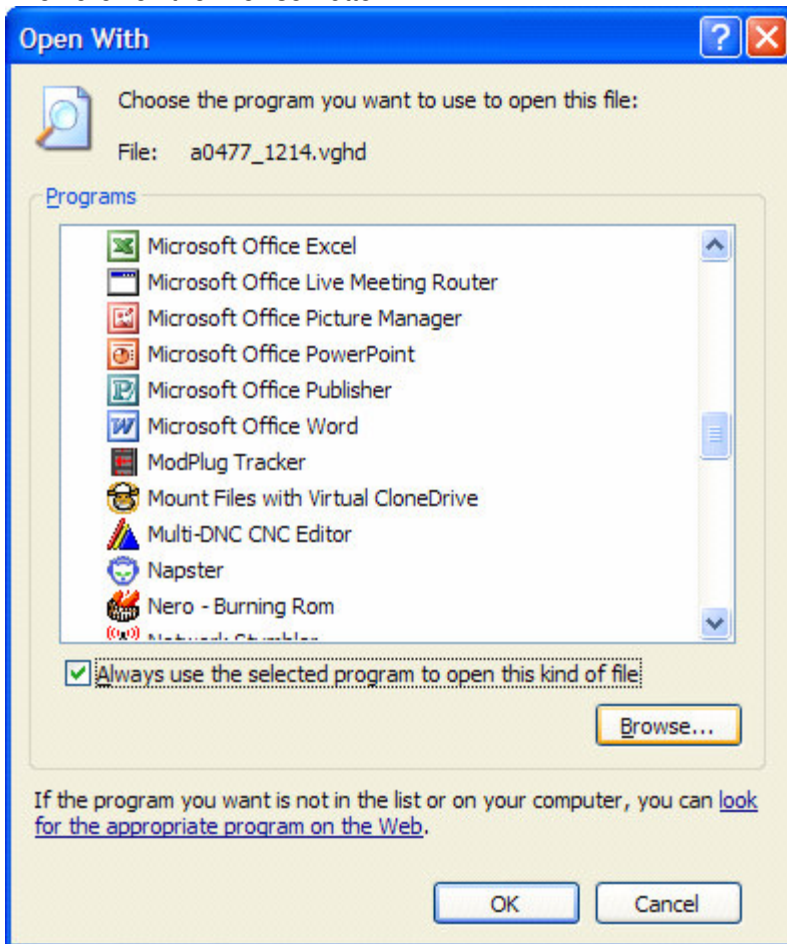 Open With
Choose the program you want to use to open this file:
File: a0477_1214.vghd
Programs
Microsoft Office Excel
Microsoft Office Live Meeting Router
Microsoft Office Picture Manager
Microsoft Office PowerPoint
Microsoft Office Publisher
Microsoft Office Word
ModPlug Tracker
Mount Files with Virtual CloneDrive
Multi-DNC CNC Editor
Napster
Nero - Burning Rom
Always use the selected program to open this kind of file
Browse...
If the program you want is not in the list or on your computer, you can look
for the appropriate program on the Web.
OK
Cancel